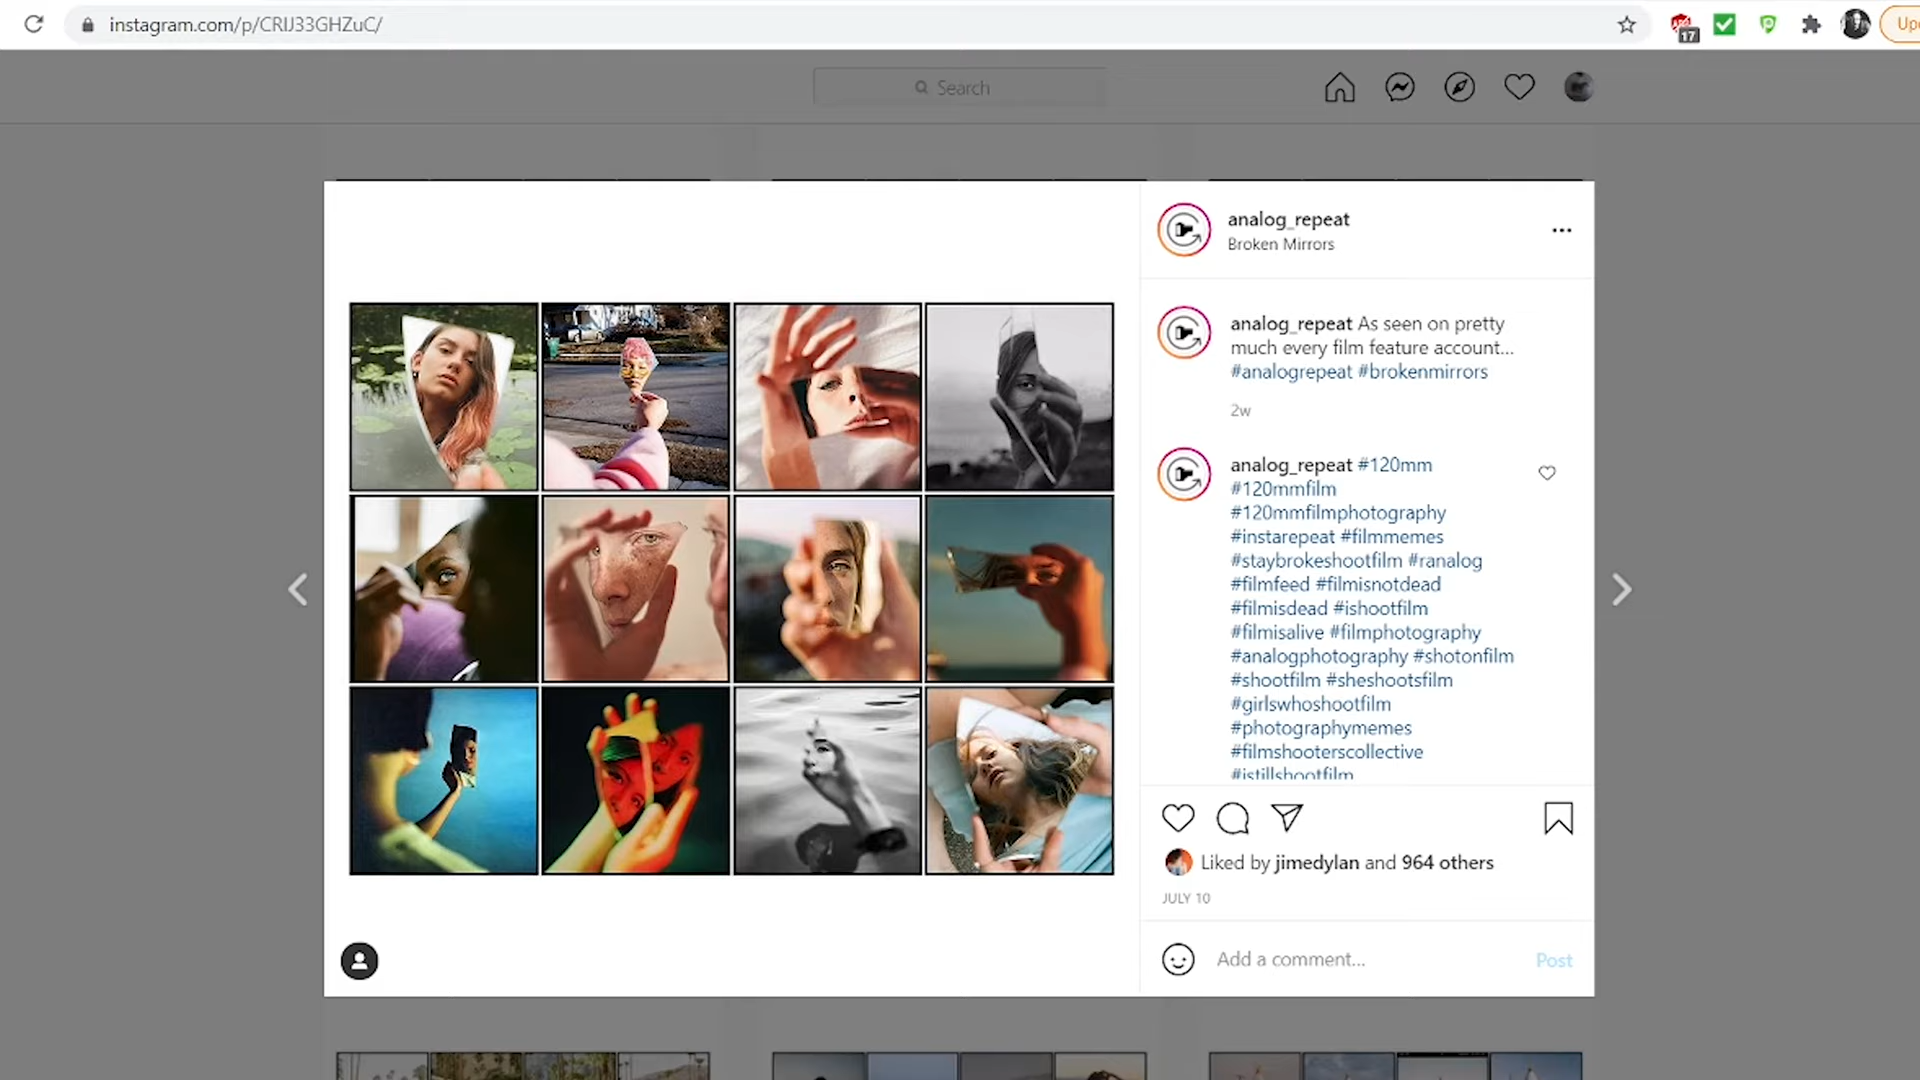 instagram.com/p/CRIJ33GHZuC/
17
Search
analog_repeat
Broken Mirrors
analog_repeat As seen on pretty
much every film feature account...
#analogrepeat #brokenmirrors
2w
analog_repeat #120mm
#120mmfilm
#120mmfilmphotography
#instarepeat #filmmemes
#staybrokeshootfilm #ranalog
#filmfeed #filmisnotdead
#filmisdead #ishootfilm
#filmisalive #filmphotography
#analogphotography #shotonfilm
#shootfilm #sheshootsfilm
#girlswhoshootfilm
#photographymemes
#filmshooterscollective
#istillshootfilm
Liked by jimedylan and 964 others
JULY 10
Add a comment...
Post